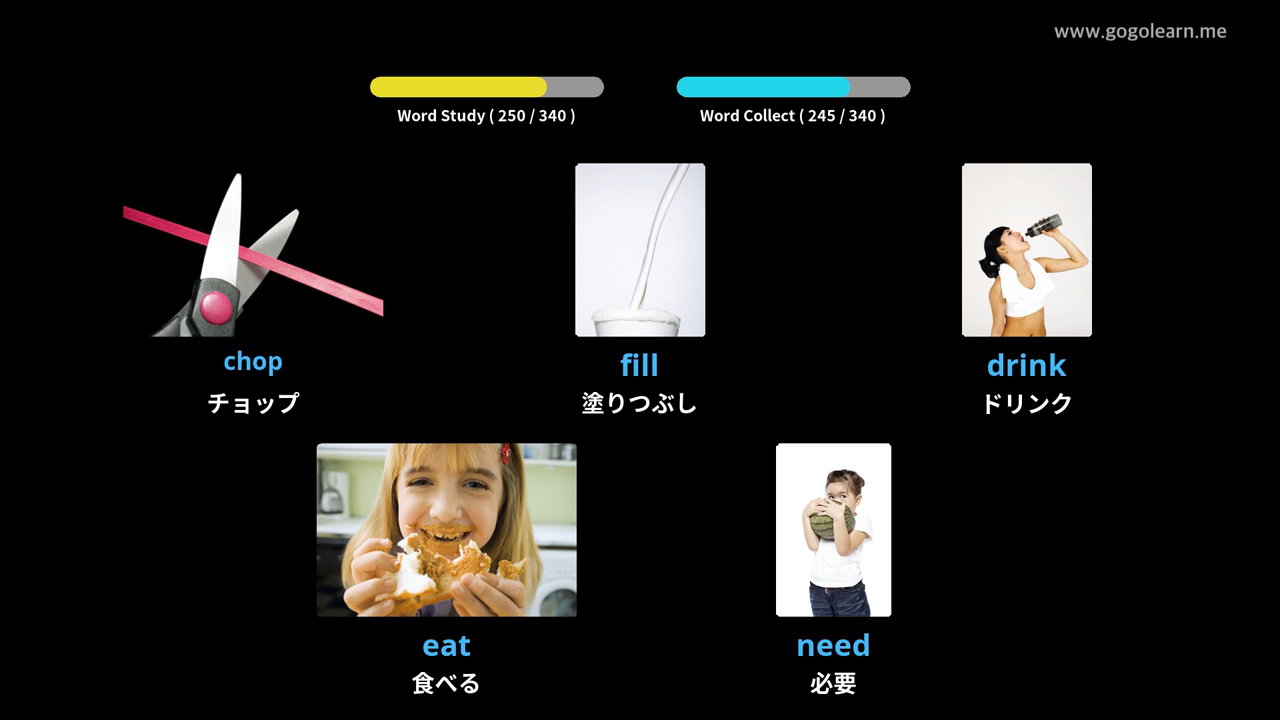 www.gogolearn.me
Word Study ( 250 / 340 )
Word Collect ( 245 / 340 )
chop
チョップ
fill
塗りつぶし
drink
ドリンク
eat
食べる
need
必要